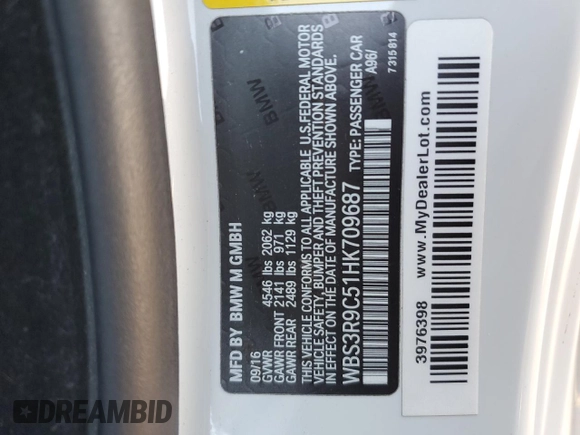 MFD BY BMW M GMBH
09/16
GVWR 4546 lbs 2062 kg
GAWR FRONT 2141 lbs 971 kg
GAWR REAR 2489 lbs 1129 kg
THIS VEHICLE CONFORMS TO ALL APPLICABLE U.S.FEDERAL MOTOR
VEHICLE SAFETY, BUMPER AND THEFT PREVENTION STANDARDS
IN EFFECT ON THE DATE OF MANUFACTURE SHOWN ABOVE.
WBS3R9C51HK709687 TYPE: PASSENGER CAR
A96/
7 315 814
BMW
BMW
3976398 www.MyDealerLot.com
DREAMBID